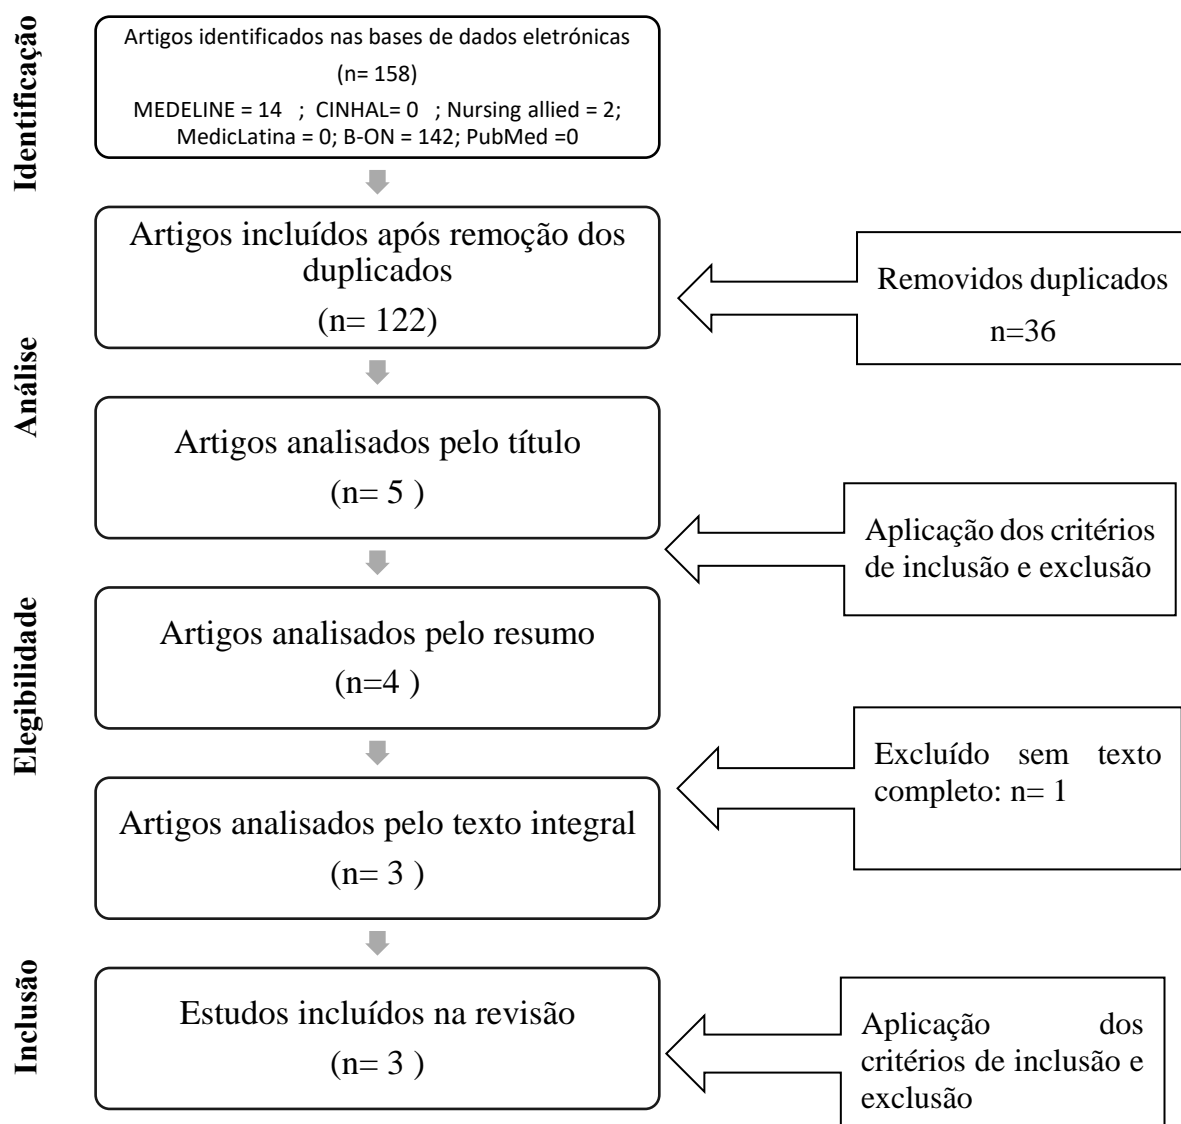 Identificação
Artigos identificados nas bases de dados eletrónicas
(n= 158)
MEDELINE = 14 ; CINHAL= 0 ; Nursing allied = 2;
MedicLatina = 0; B-ON = 142; PubMed =0
Artigos incluídos após remoção dos
duplicados
(n= 122)
Removidos duplicados
n=36
Análise
Artigos analisados pelo título
(n= 5 )
Aplicação dos critérios
de inclusão e exclusão
Elegibilidade
Artigos analisados pelo resumo
(n=4 )
Excluído sem texto
completo: n= 1
Artigos analisados pelo texto integral
(n= 3 )
Inclusão
Estudos incluídos na revisão
(n= 3 )
Aplicação dos
critérios de inclusão e
exclusão